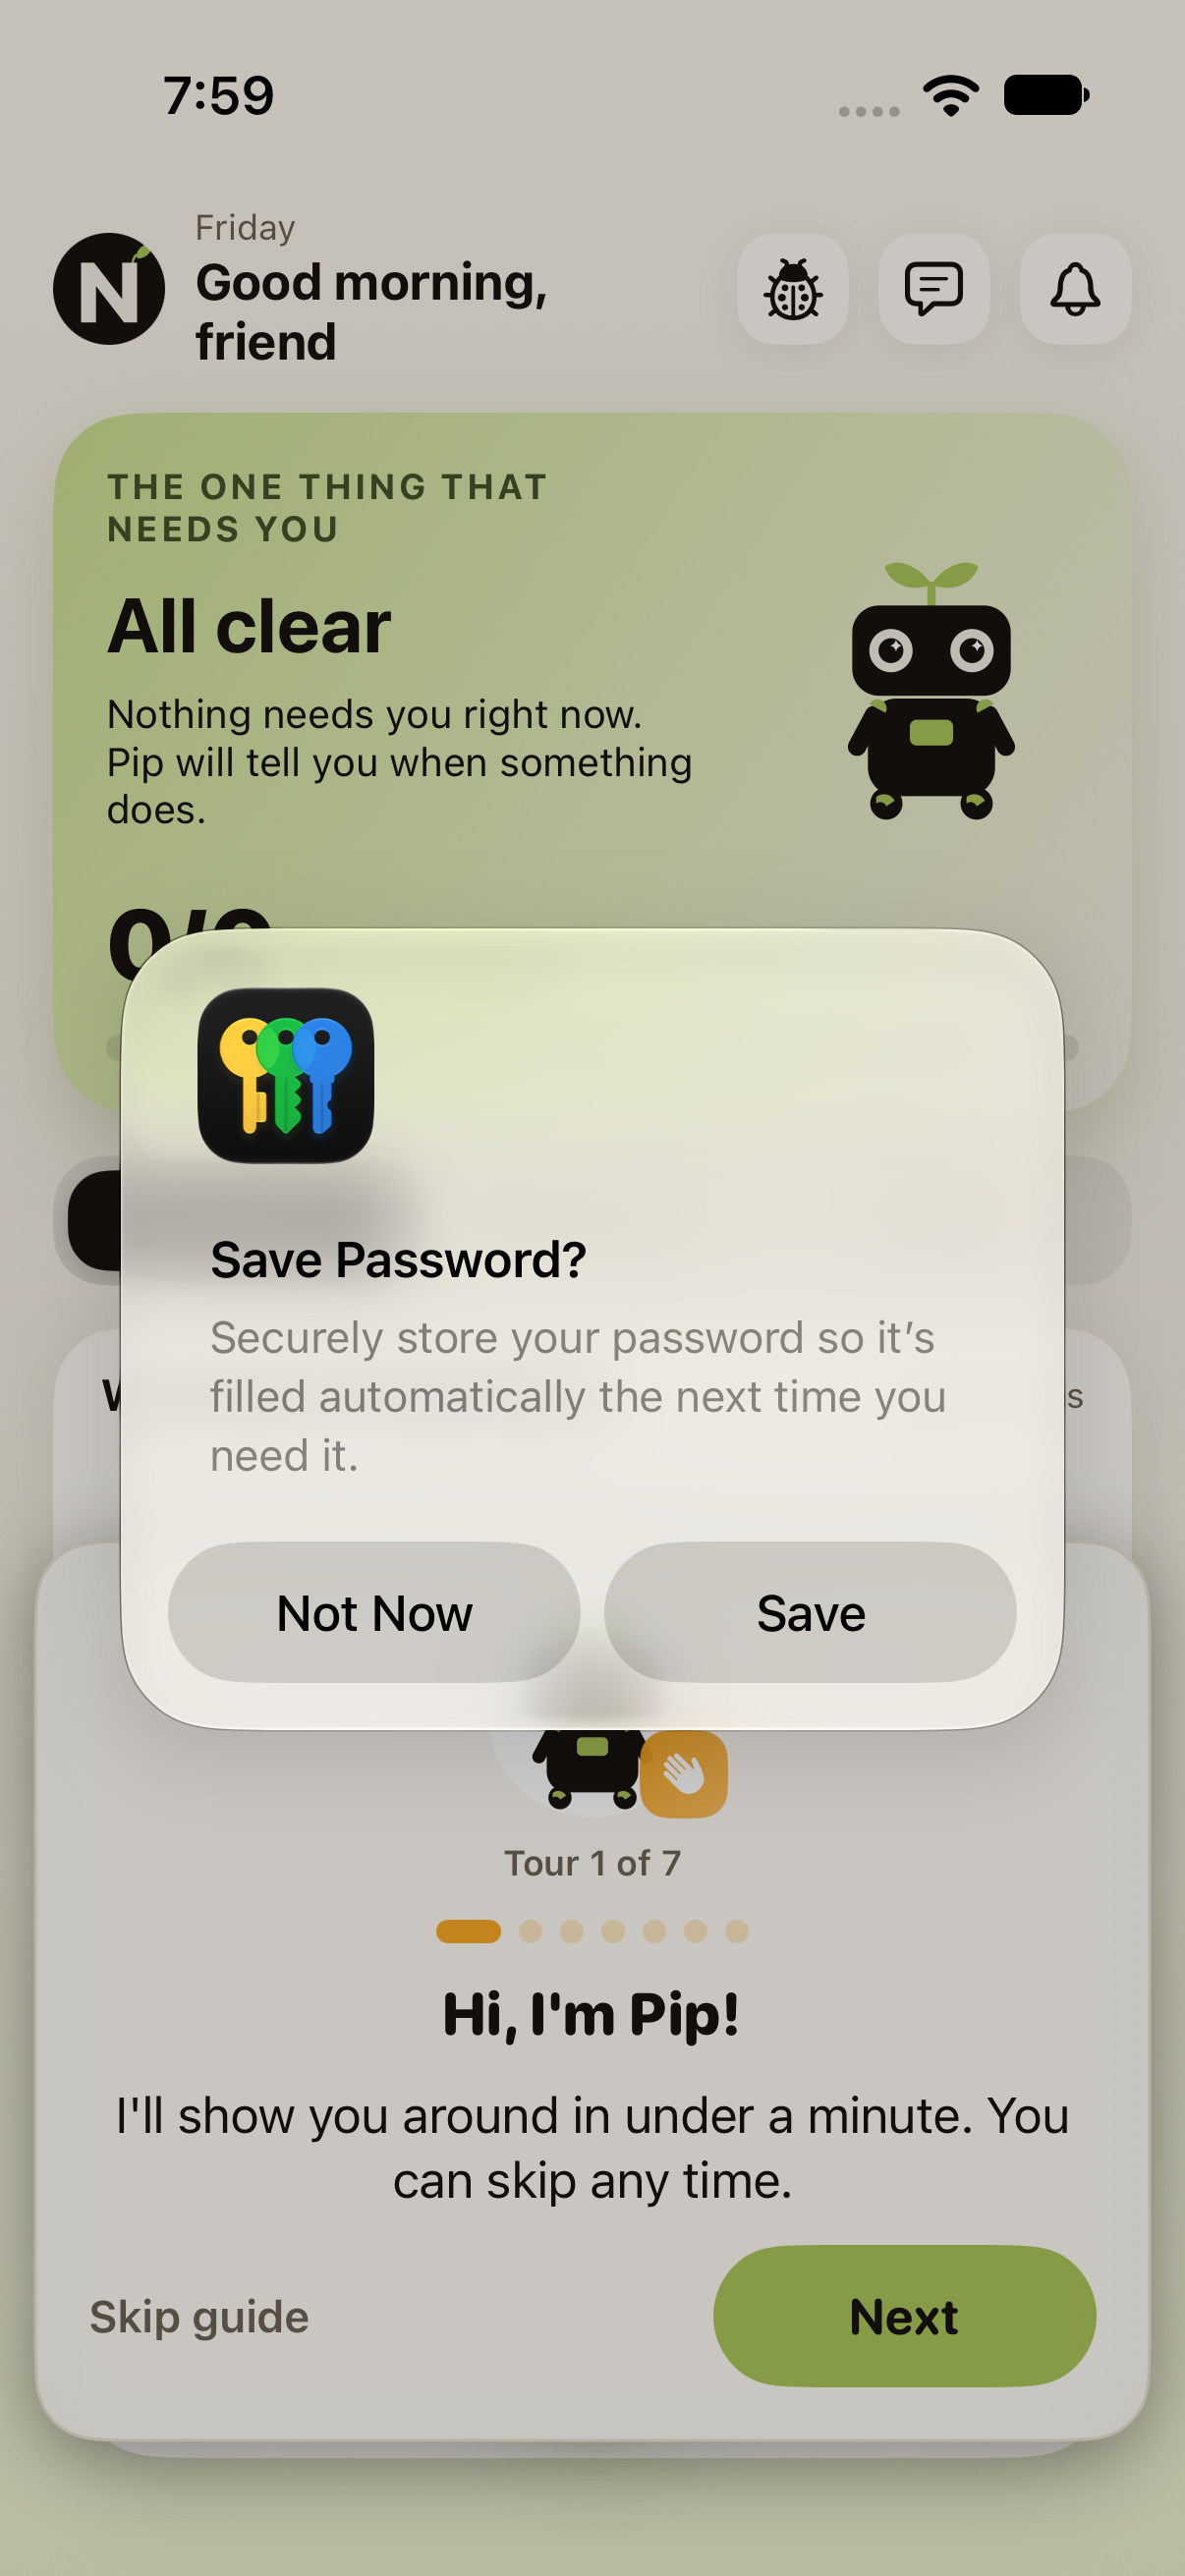 7:59
N
Friday
Good morning,
friend
THE ONE THING THAT
NEEDS YOU
All clear
Nothing needs you right now.
Pip will tell you when something
does.
Save Password?
Securely store your password so it’s
filled automatically the next time you
need it.
Not Now
Save
Tour 1 of 7
Hi, I'm Pip!
I'll show you around in under a minute. You
can skip any time.
Skip guide
Next